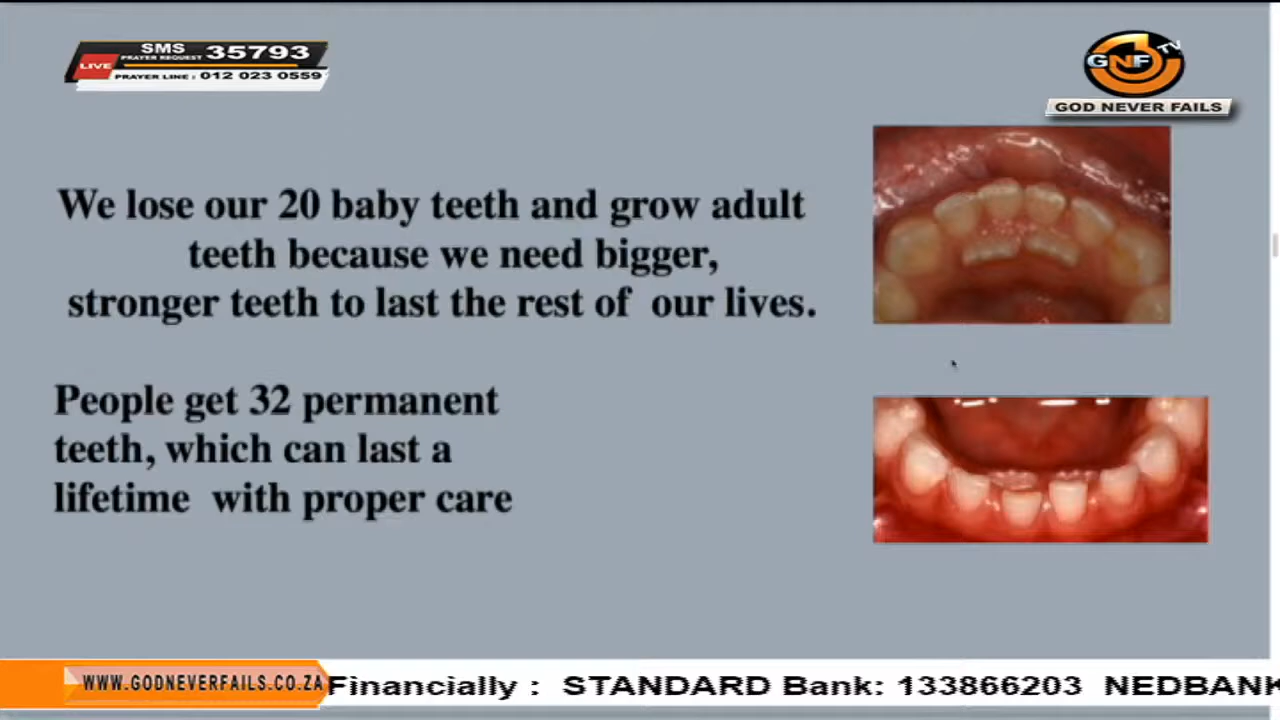 SMS
PRAYER REQUEST 35793
LIVE
PRAYER LINE : 012 023 0559
GNF TV
GOD NEVER FAILS
We lose our 20 baby teeth and grow adult
teeth because we need bigger,
stronger teeth to last the rest of our lives.
People get 32 permanent
teeth, which can last a
lifetime with proper care
WWW.GODNEVERFAILS.CO.ZA
Financially : STANDARD Bank: 133866203 NEDBANK